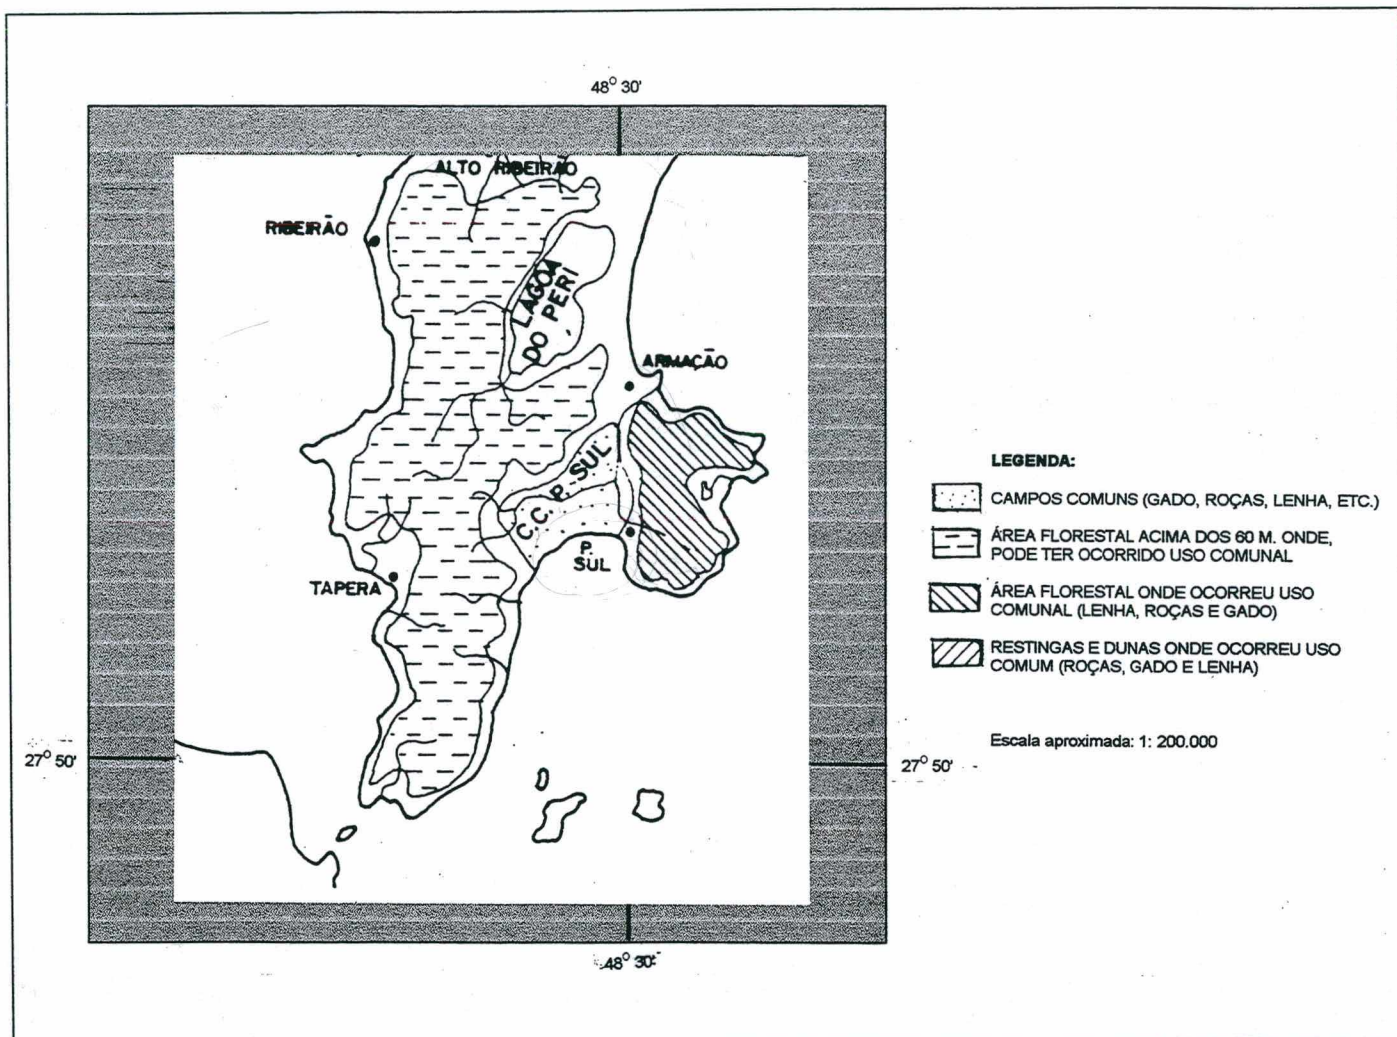 48° 30'
ALTO RIBEIRÃO
RIBEIRÃO
LAGOA
DO PERI
ARMAÇÃO
C.C. P. SUL
P.
SUL
TAPERA
27° 50'
27° 50'
48° 30'
LEGENDA:
CAMPOS COMUNS (GADO, ROÇAS, LENHA, ETC.)
ÁREA FLORESTAL ACIMA DOS 60 M. ONDE,
PODE TER OCORRIDO USO COMUNAL
ÁREA FLORESTAL ONDE OCORREU USO
COMUNAL (LENHA, ROÇAS E GADO)
RESTINGAS E DUNAS ONDE OCORREU USO
COMUM (ROÇAS, GADO E LENHA)
Escala aproximada: 1: 200.000